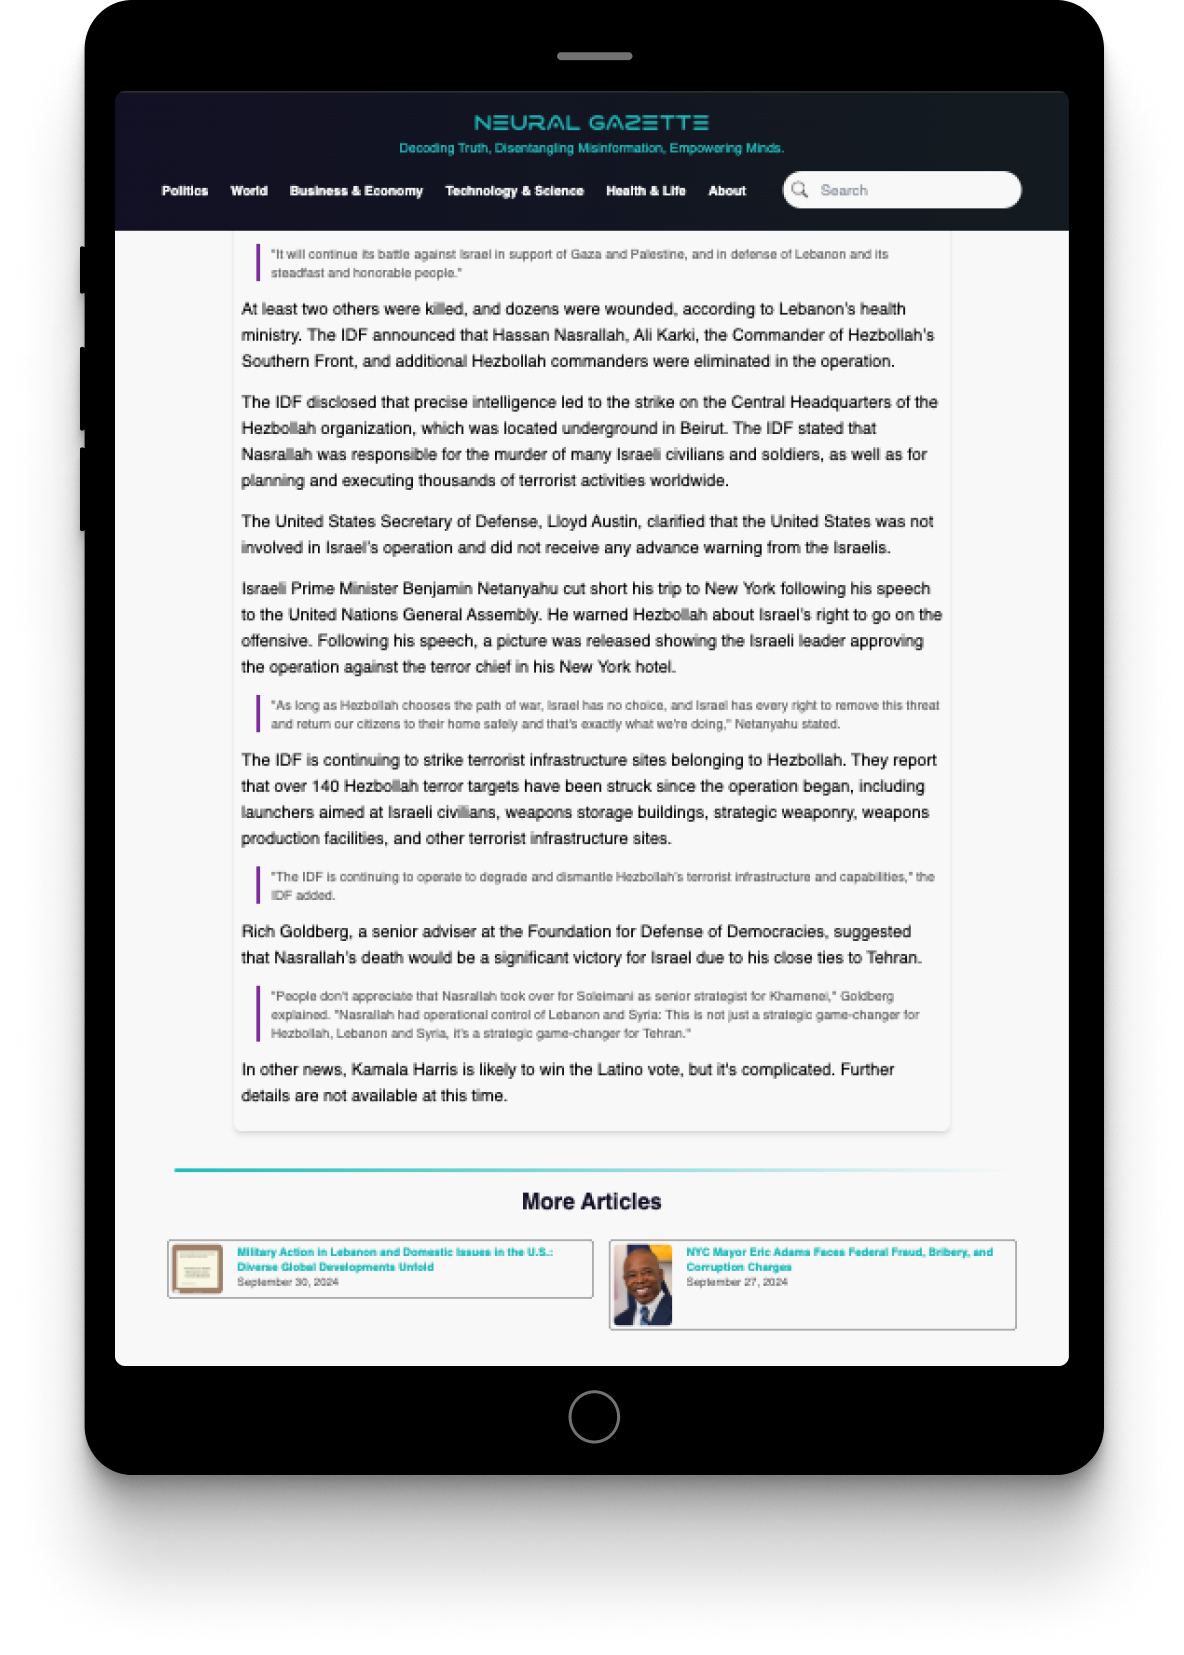 NEURAL GAZETTE
Decoding Truth, Disentangling Misinformation, Empowering Minds.
Politics World Business & Economy Technology & Science Health & Life About Search
"It will continue its battle against Israel in support of Gaza and Palestine, and in defense of Lebanon and its
steadfast and honorable people."
At least two others were killed, and dozens were wounded, according to Lebanon's health
ministry. The IDF announced that Hassan Nasrallah, Ali Karki, the Commander of Hezbollah's
Southern Front, and additional Hezbollah commanders were eliminated in the operation.
The IDF disclosed that precise intelligence led to the strike on the Central Headquarters of the
Hezbollah organization, which was located underground in Beirut. The IDF stated that
Nasrallah was responsible for the murder of many Israeli civilians and soldiers, as well as for
planning and executing thousands of terrorist activities worldwide.
The United States Secretary of Defense, Lloyd Austin, clarified that the United States was not
involved in Israel's operation and did not receive any advance warning from the Israelis.
Israeli Prime Minister Benjamin Netanyahu cut short his trip to New York following his speech
to the United Nations General Assembly. He warned Hezbollah about Israel's right to go on the
offensive. Following his speech, a picture was released showing the Israeli leader approving
the operation against the terror chief in his New York hotel.
"As long as Hezbollah chooses the path of war, Israel has no choice, and Israel has every right to remove this threat
and return our citizens to their home safely and that's exactly what we're doing," Netanyahu stated.
The IDF is continuing to strike terrorist infrastructure sites belonging to Hezbollah. They report
that over 140 Hezbollah terror targets have been struck since the operation began, including
launchers aimed at Israeli civilians, weapons storage buildings, strategic weaponry, weapons
production facilities, and other terrorist infrastructure sites.
"The IDF is continuing to operate to degrade and dismantle Hezbollah's terrorist infrastructure and capabilities," the
IDF added.
Rich Goldberg, a senior adviser at the Foundation for Defense of Democracies, suggested
that Nasrallah's death would be a significant victory for Israel due to his close ties to Tehran.
"People don't appreciate that Nasrallah took over for Soleimani as senior strategist for Khamenei," Goldberg
explained. "Nasrallah had operational control of Lebanon and Syria: This is not just a strategic game-changer for
Hezbollah, Lebanon and Syria, it's a strategic game-changer for Tehran."
In other news, Kamala Harris is likely to win the Latino vote, but it's complicated. Further
details are not available at this time.
More Articles
Military Action in Lebanon and Domestic Issues in the U.S.:
Diverse Global Developments Unfold
September 30, 2024
NYC Mayor Eric Adams Faces Federal Fraud, Bribery, and
Corruption Charges
September 27, 2024